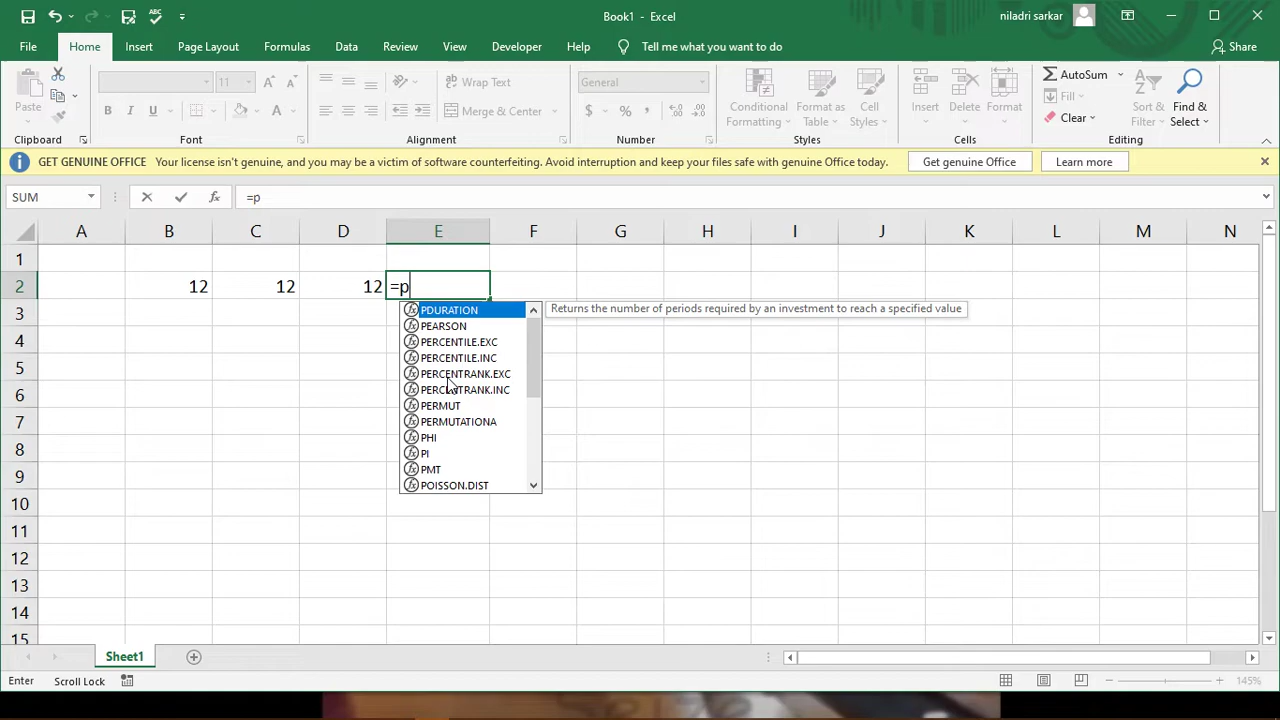 Book1 - Excel
niladri sarkar
File Home Insert Page Layout Formulas Data Review View Developer Help Tell me what you want to do Share
Paste
11
B I U A A A
Wrap Text
Merge & Center
General
$ % ,
Conditional Formatting
Format as Table
Cell Styles
Insert Delete Format
AutoSum
Fill
Clear
Sort & Filter
Find & Select
Clipboard Font Alignment Number Styles Cells Editing
GET GENUINE OFFICE Your license isn't genuine, and you may be a victim of software counterfeiting. Avoid interruption and keep your files safe with genuine Office today. Get genuine Office Learn more
SUM fx =p
A B C D E F G H I J K L M N
1
2 12 12 12 =p
3
4
5
6
7
8
9
10
11
12
13
14
15
PDURATION
PEARSON
PERCENTILE.EXC
PERCENTILE.INC
PERCENTRANK.EXC
PERCENTRANK.INC
PERMUT
PERMUTATIONA
PHI
PI
PMT
POISSON.DIST
Returns the number of periods required by an investment to reach a specified value
Sheet1
Enter Scroll Lock 145%